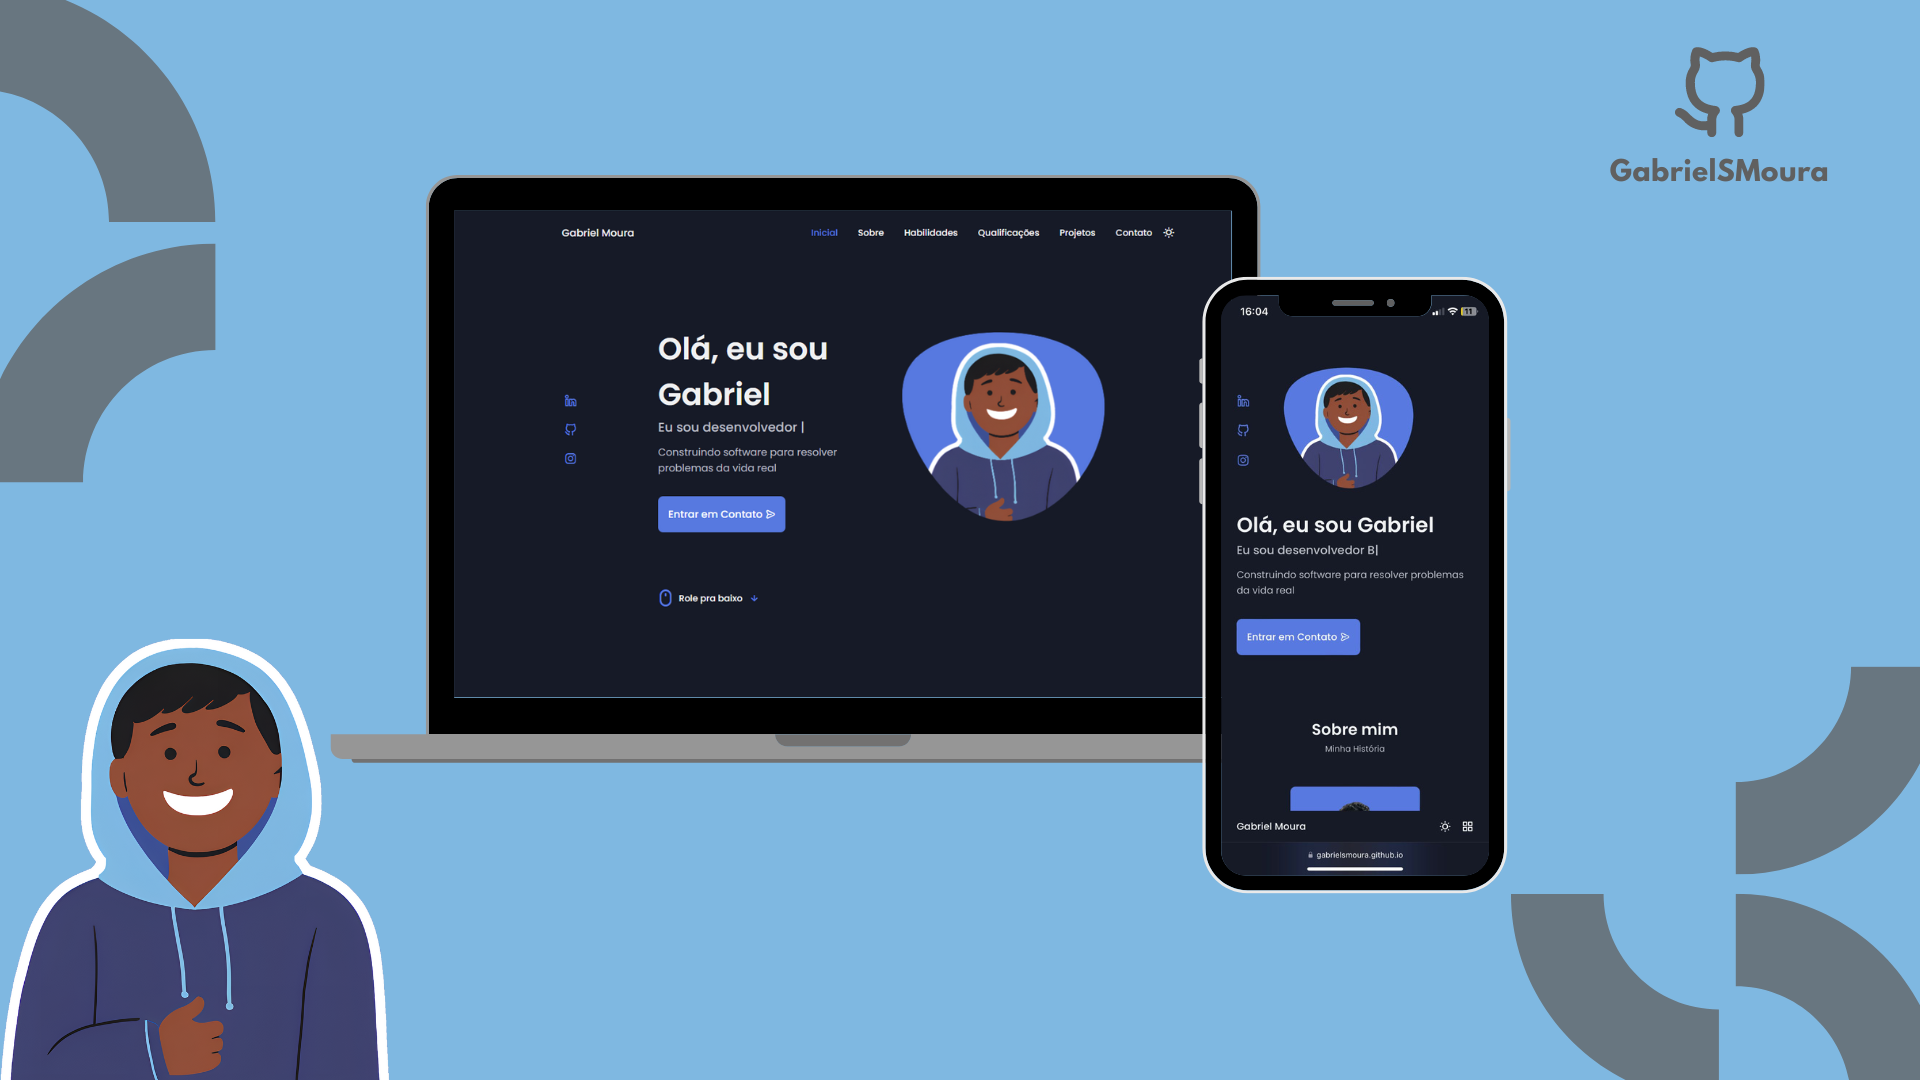 GabrielSMoura
Gabriel Moura
Inicial Sobre Habilidades Qualificações Projetos Contato
Olá, eu sou
Gabriel
Eu sou desenvolvedor |
Construindo software para resolver
problemas da vida real
Entrar em Contato
Role pra baixo
16:04
11
Olá, eu sou Gabriel
Eu sou desenvolvedor B|
Construindo software para resolver problemas
da vida real
Entrar em Contato
Sobre mim
Minha História
Gabriel Moura
gabrielsmoura.github.io